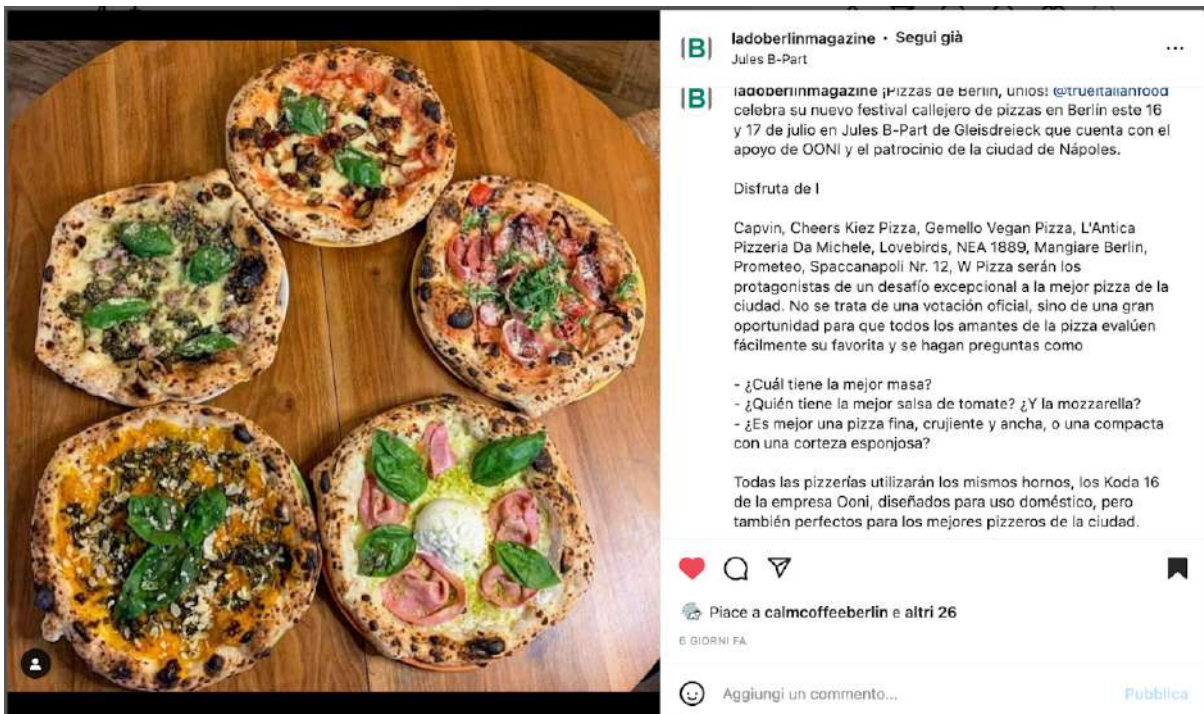 B
ladoberlinmagazine • Segui già
Jules B-Part
B
ladoberlinmagazine ¡Pizzas de Berlín, uníos! @trueitalianfood
celebra su nuevo festival callejero de pizzas en Berlín este 16
y 17 de julio en Jules B-Part de Gleisdreieck que cuenta con el
apoyo de OONI y el patrocinio de la ciudad de Nápoles.
Disfruta de l
Capvin, Cheers Kiez Pizza, Gemello Vegan Pizza, L'Antica
Pizzeria Da Michele, Lovebirds, NEA 1889, Mangiare Berlin,
Prometeo, Spaccanapoli Nr. 12, W Pizza serán los
protagonistas de un desafío excepcional a la mejor pizza de la
ciudad. No se trata de una votación oficial, sino de una gran
oportunidad para que todos los amantes de la pizza evalúen
fácilmente su favorita y se hagan preguntas como
- ¿Cuál tiene la mejor masa?
- ¿Quién tiene la mejor salsa de tomate? ¿Y la mozzarella?
- ¿Es mejor una pizza fina, crujiente y ancha, o una compacta
con una corteza esponjosa?
Todas las pizzerías utilizarán los mismos hornos, los Koda 16
de la empresa Ooni, diseñados para uso doméstico, pero
también perfectos para los mejores pizzeros de la ciudad.
Piace a calmcoffeeberlin e altri 26
6 GIORNI FA
Aggiungi un commento... Pubblica